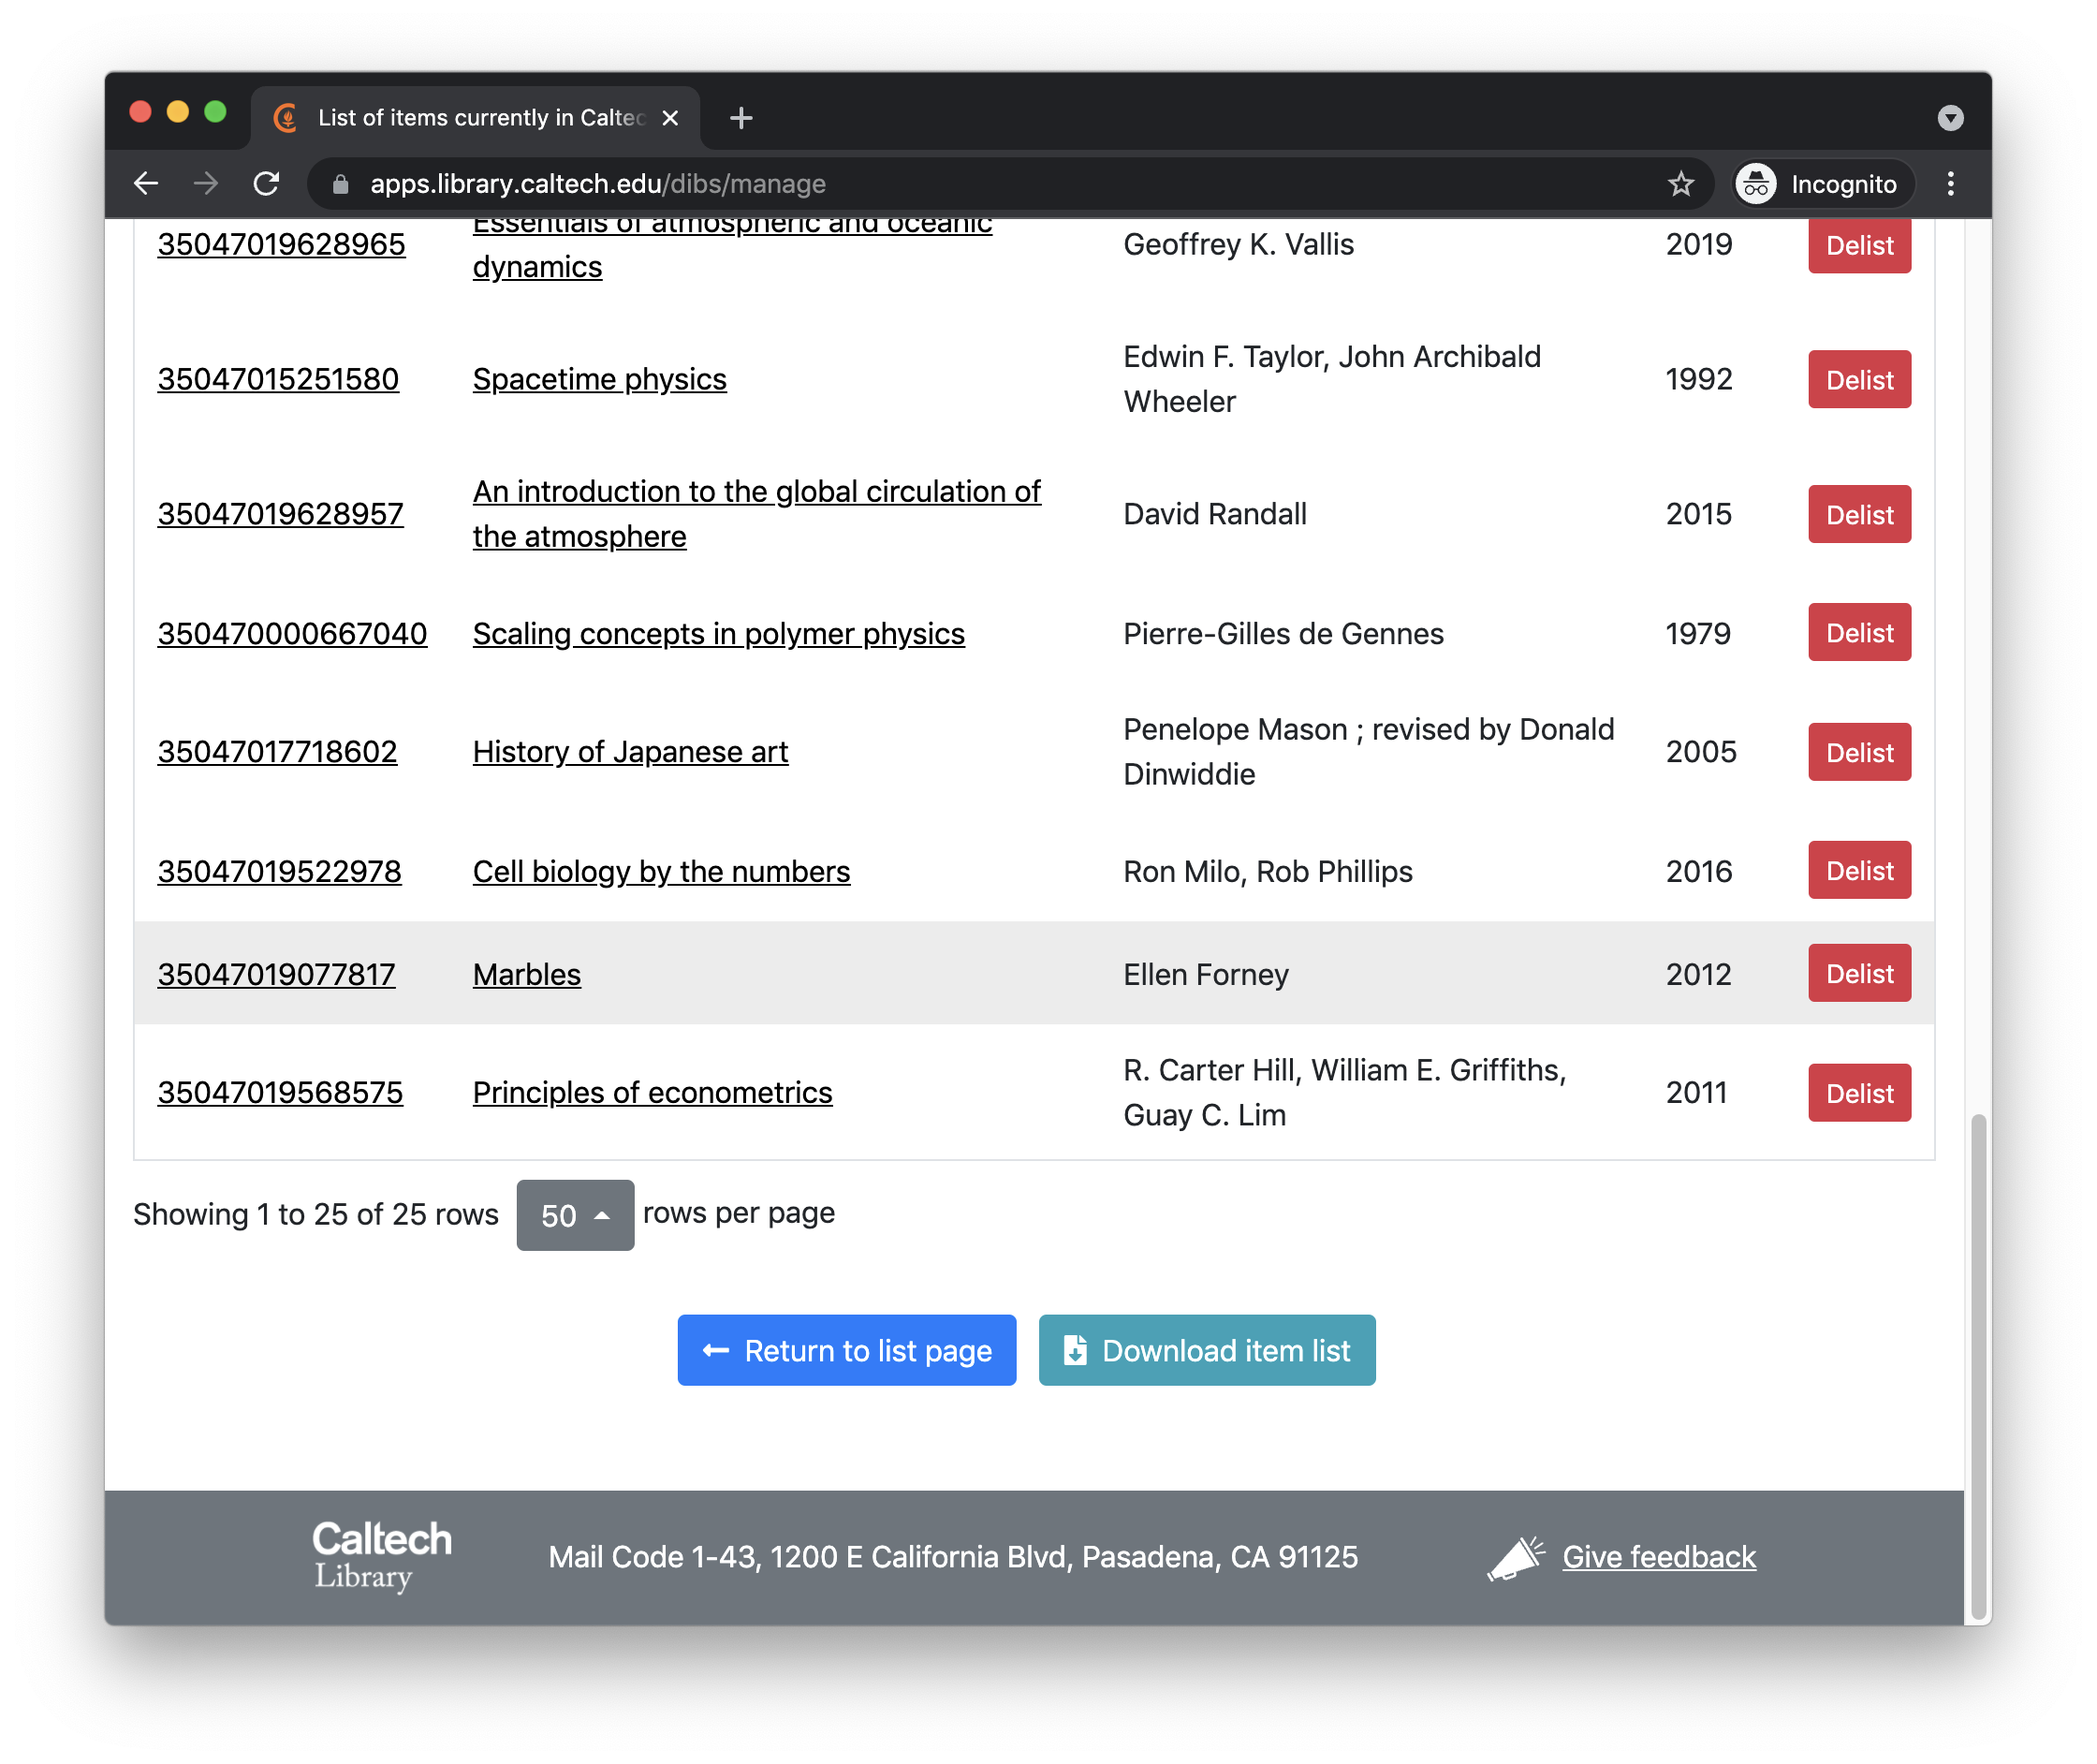 List of items currently in Caltec
apps.library.caltech.edu/dibs/manage
Incognito
35047019628965 Essentials of atmospheric and oceanic Geoffrey K. Vallis 2019 Delist
dynamics
Edwin F. Taylor, John Archibald
35047015251580 Spacetime physics 1992 Delist
Wheeler
An introduction to the global circulation of
35047019628957 David Randall 2015 Delist
the atmosphere
350470000667040 Scaling concepts in polymer physics Pierre-Gilles de Gennes 1979 Delist
Penelope Mason ; revised by Donald
35047017718602 History of Japanese art 2005 Delist
Dinwiddie
35047019522978 Cell biology by the numbers Ron Milo, Rob Phillips 2016 Delist
35047019077817 Marbles Ellen Forney 2012 Delist
R. Carter Hill, William E. Griffiths,
35047019568575 Principles of econometrics 2011 Delist
Guay C. Lim
Showing 1 to 25 of 25 rows 50 rows per page
Return to list page Download item list
Caltech
Library
Mail Code 1-43, 1200 E California Blvd, Pasadena, CA 91125
Give feedback